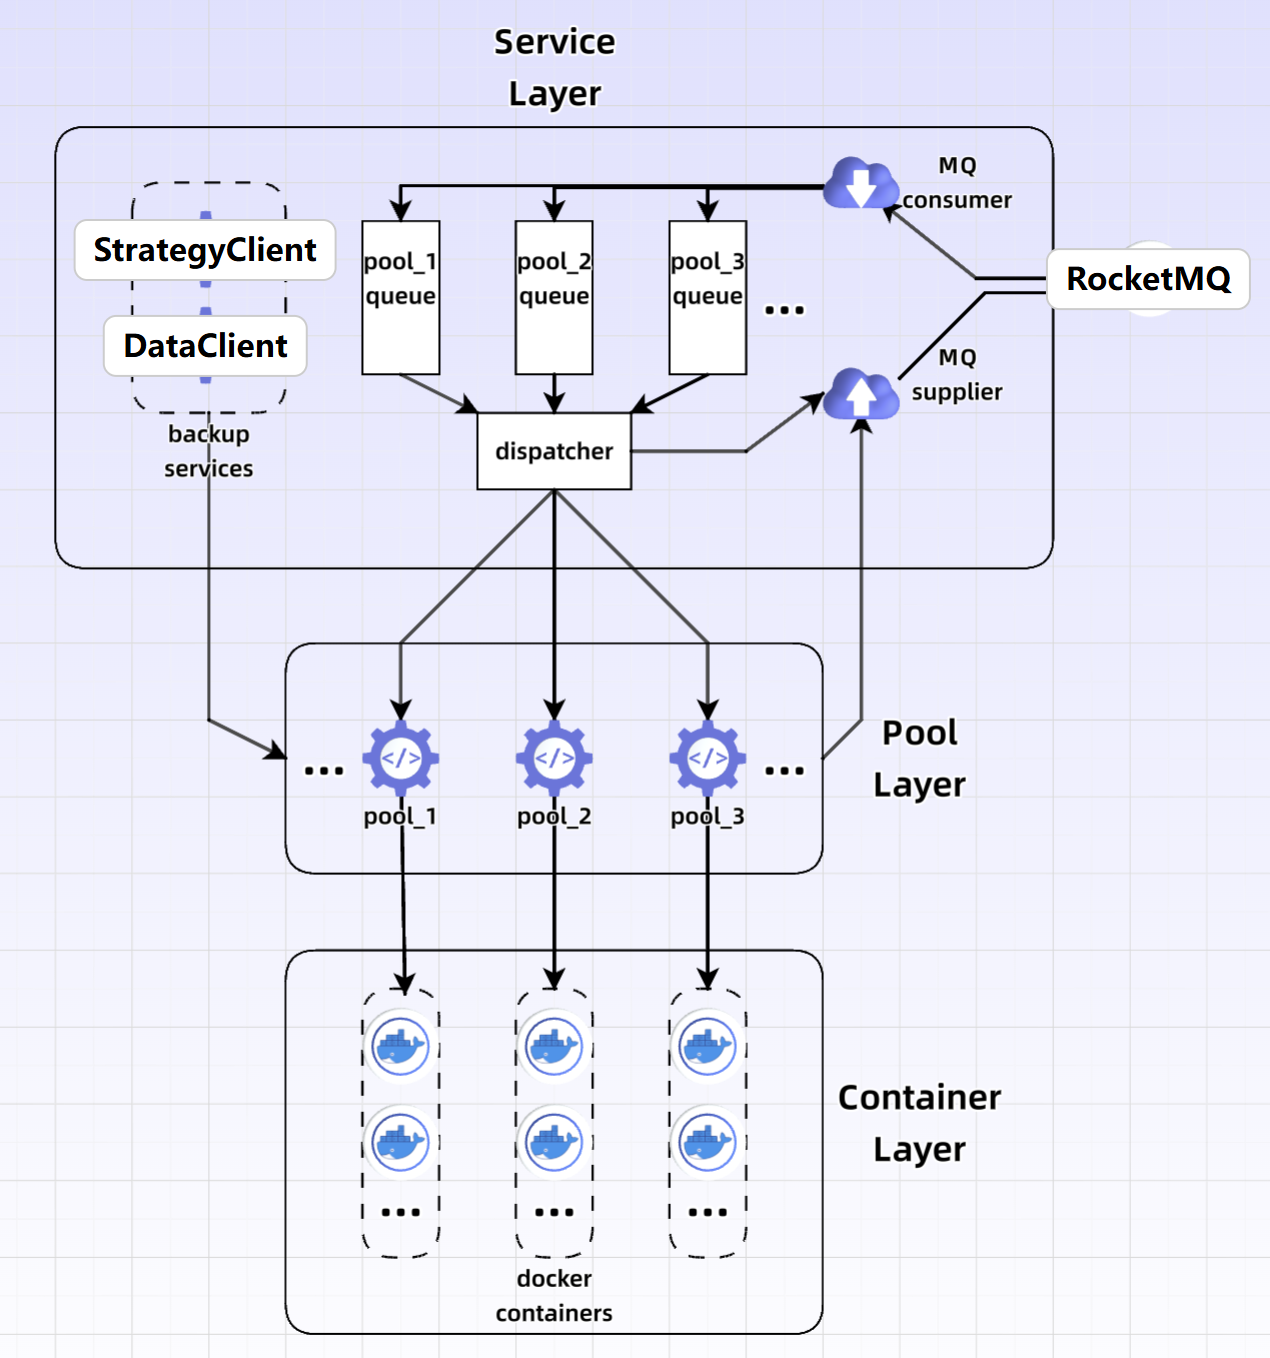 Service
Layer
MQ
consumer
StrategyClient
pool_1
queue
pool_2
queue
pool_3
queue
...
RocketMQ
DataClient
MQ
supplier
backup
services
dispatcher
...
</>
</>
</>
...
pool_1
pool_2
pool_3
Pool
Layer
Container
Layer
...
...
...
docker
containers